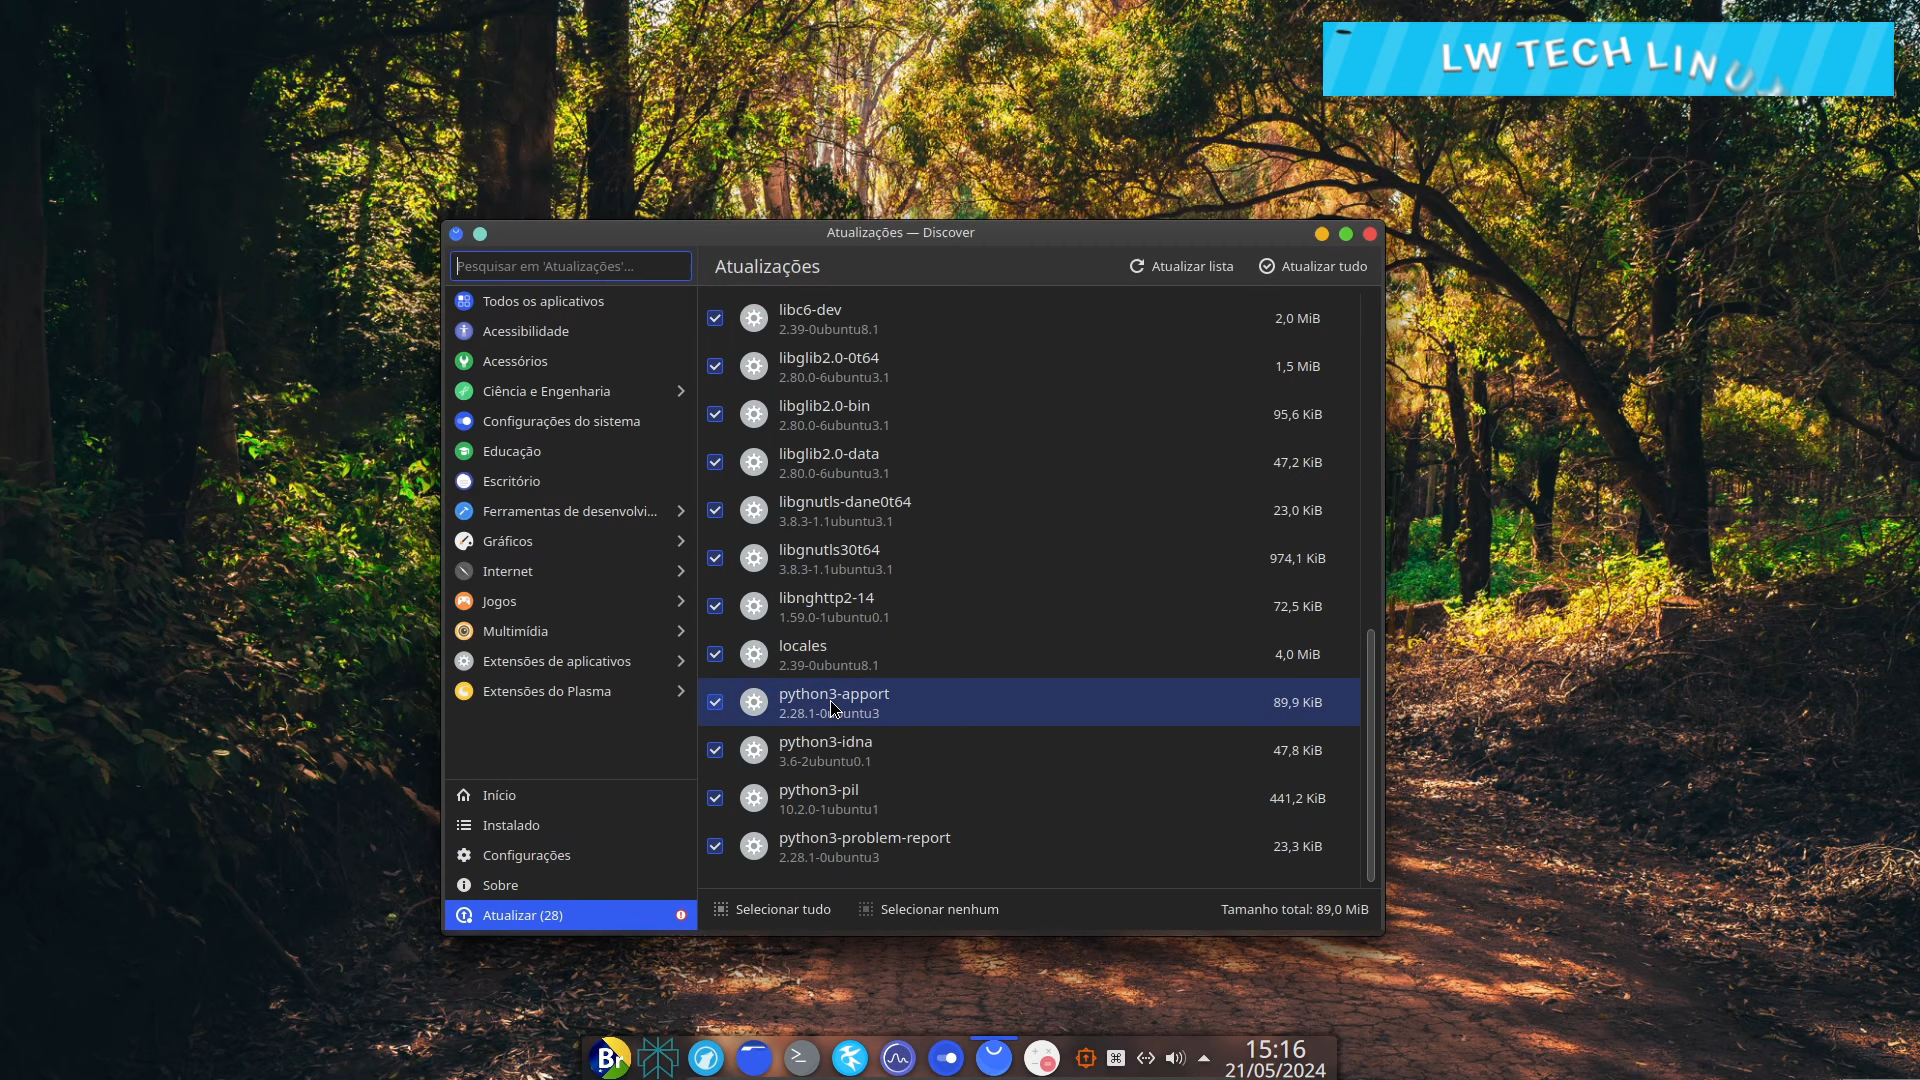 LW TECH LINU
Atualizações — Discover
Pesquisar em 'Atualizações'...
Atualizações
Atualizar lista
Atualizar tudo
Todos os aplicativos
Acessibilidade
Acessórios
Ciência e Engenharia
Configurações do sistema
Educação
Escritório
Ferramentas de desenvolvi...
Gráficos
Internet
Jogos
Multimídia
Extensões de aplicativos
Extensões do Plasma
Início
Instalado
Configurações
Sobre
Atualizar (28)
libc6-dev
2.39-0ubuntu8.1
2,0 MiB
libglib2.0-0t64
2.80.0-6ubuntu3.1
1,5 MiB
libglib2.0-bin
2.80.0-6ubuntu3.1
95,6 KiB
libglib2.0-data
2.80.0-6ubuntu3.1
47,2 KiB
libgnutls-dane0t64
3.8.3-1.1ubuntu3.1
23,0 KiB
libgnutls30t64
3.8.3-1.1ubuntu3.1
974,1 KiB
libnghttp2-14
1.59.0-1ubuntu0.1
72,5 KiB
locales
2.39-0ubuntu8.1
4,0 MiB
python3-apport
2.28.1-0ubuntu3
89,9 KiB
python3-idna
3.6-2ubuntu0.1
47,8 KiB
python3-pil
10.2.0-1ubuntu1
441,2 KiB
python3-problem-report
2.28.1-0ubuntu3
23,3 KiB
Selecionar tudo
Selecionar nenhum
Tamanho total: 89,0 MiB
Br
15:16
21/05/2024